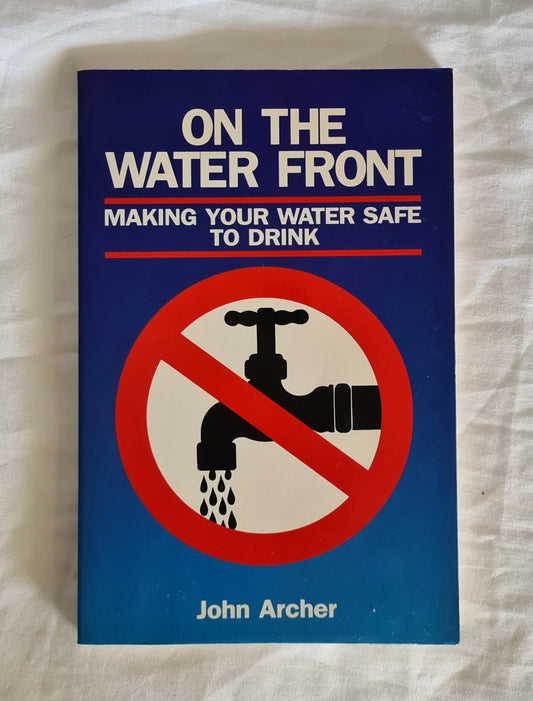 ON THE
WATER FRONT
MAKING YOUR WATER SAFE
TO DRINK
John Archer